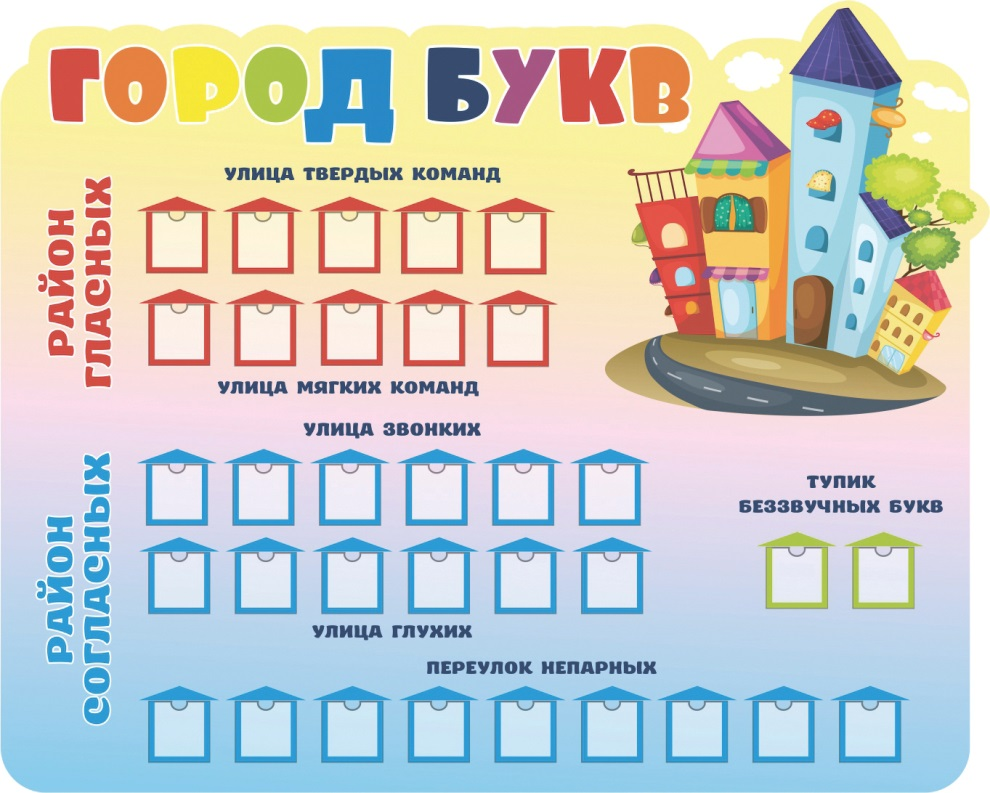 ГОРОД БУКВ
УЛИЦА ТВЕРДЫХ КОМАНД
РАЙОН
ГЛАСНЫХ
УЛИЦА МЯГКИХ КОМАНД
УЛИЦА ЗВОНКИХ
ТУПИК
БЕЗЗВУЧНЫХ БУКВ
РАЙОН
СОГЛАСНЫХ
УЛИЦА ГЛУХИХ
ПЕРЕУЛОК НЕПАРНЫХ